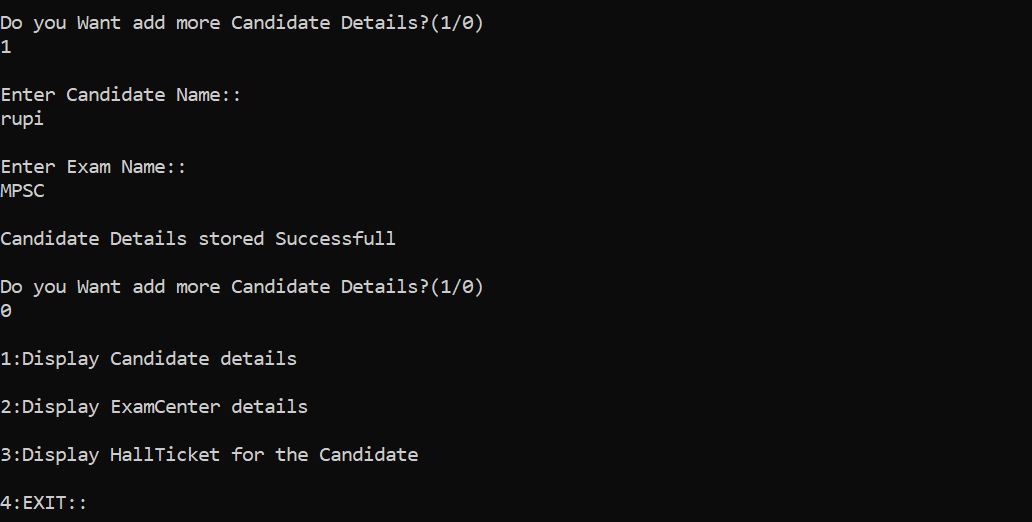 Do you Want add more Candidate Details?(1/0)
1
Enter Candidate Name::
rupi
Enter Exam Name::
MPSC
Candidate Details stored Successfull
Do you Want add more Candidate Details?(1/0)
0
1:Display Candidate details
2:Display ExamCenter details
3:Display HallTicket for the Candidate
4:EXIT::